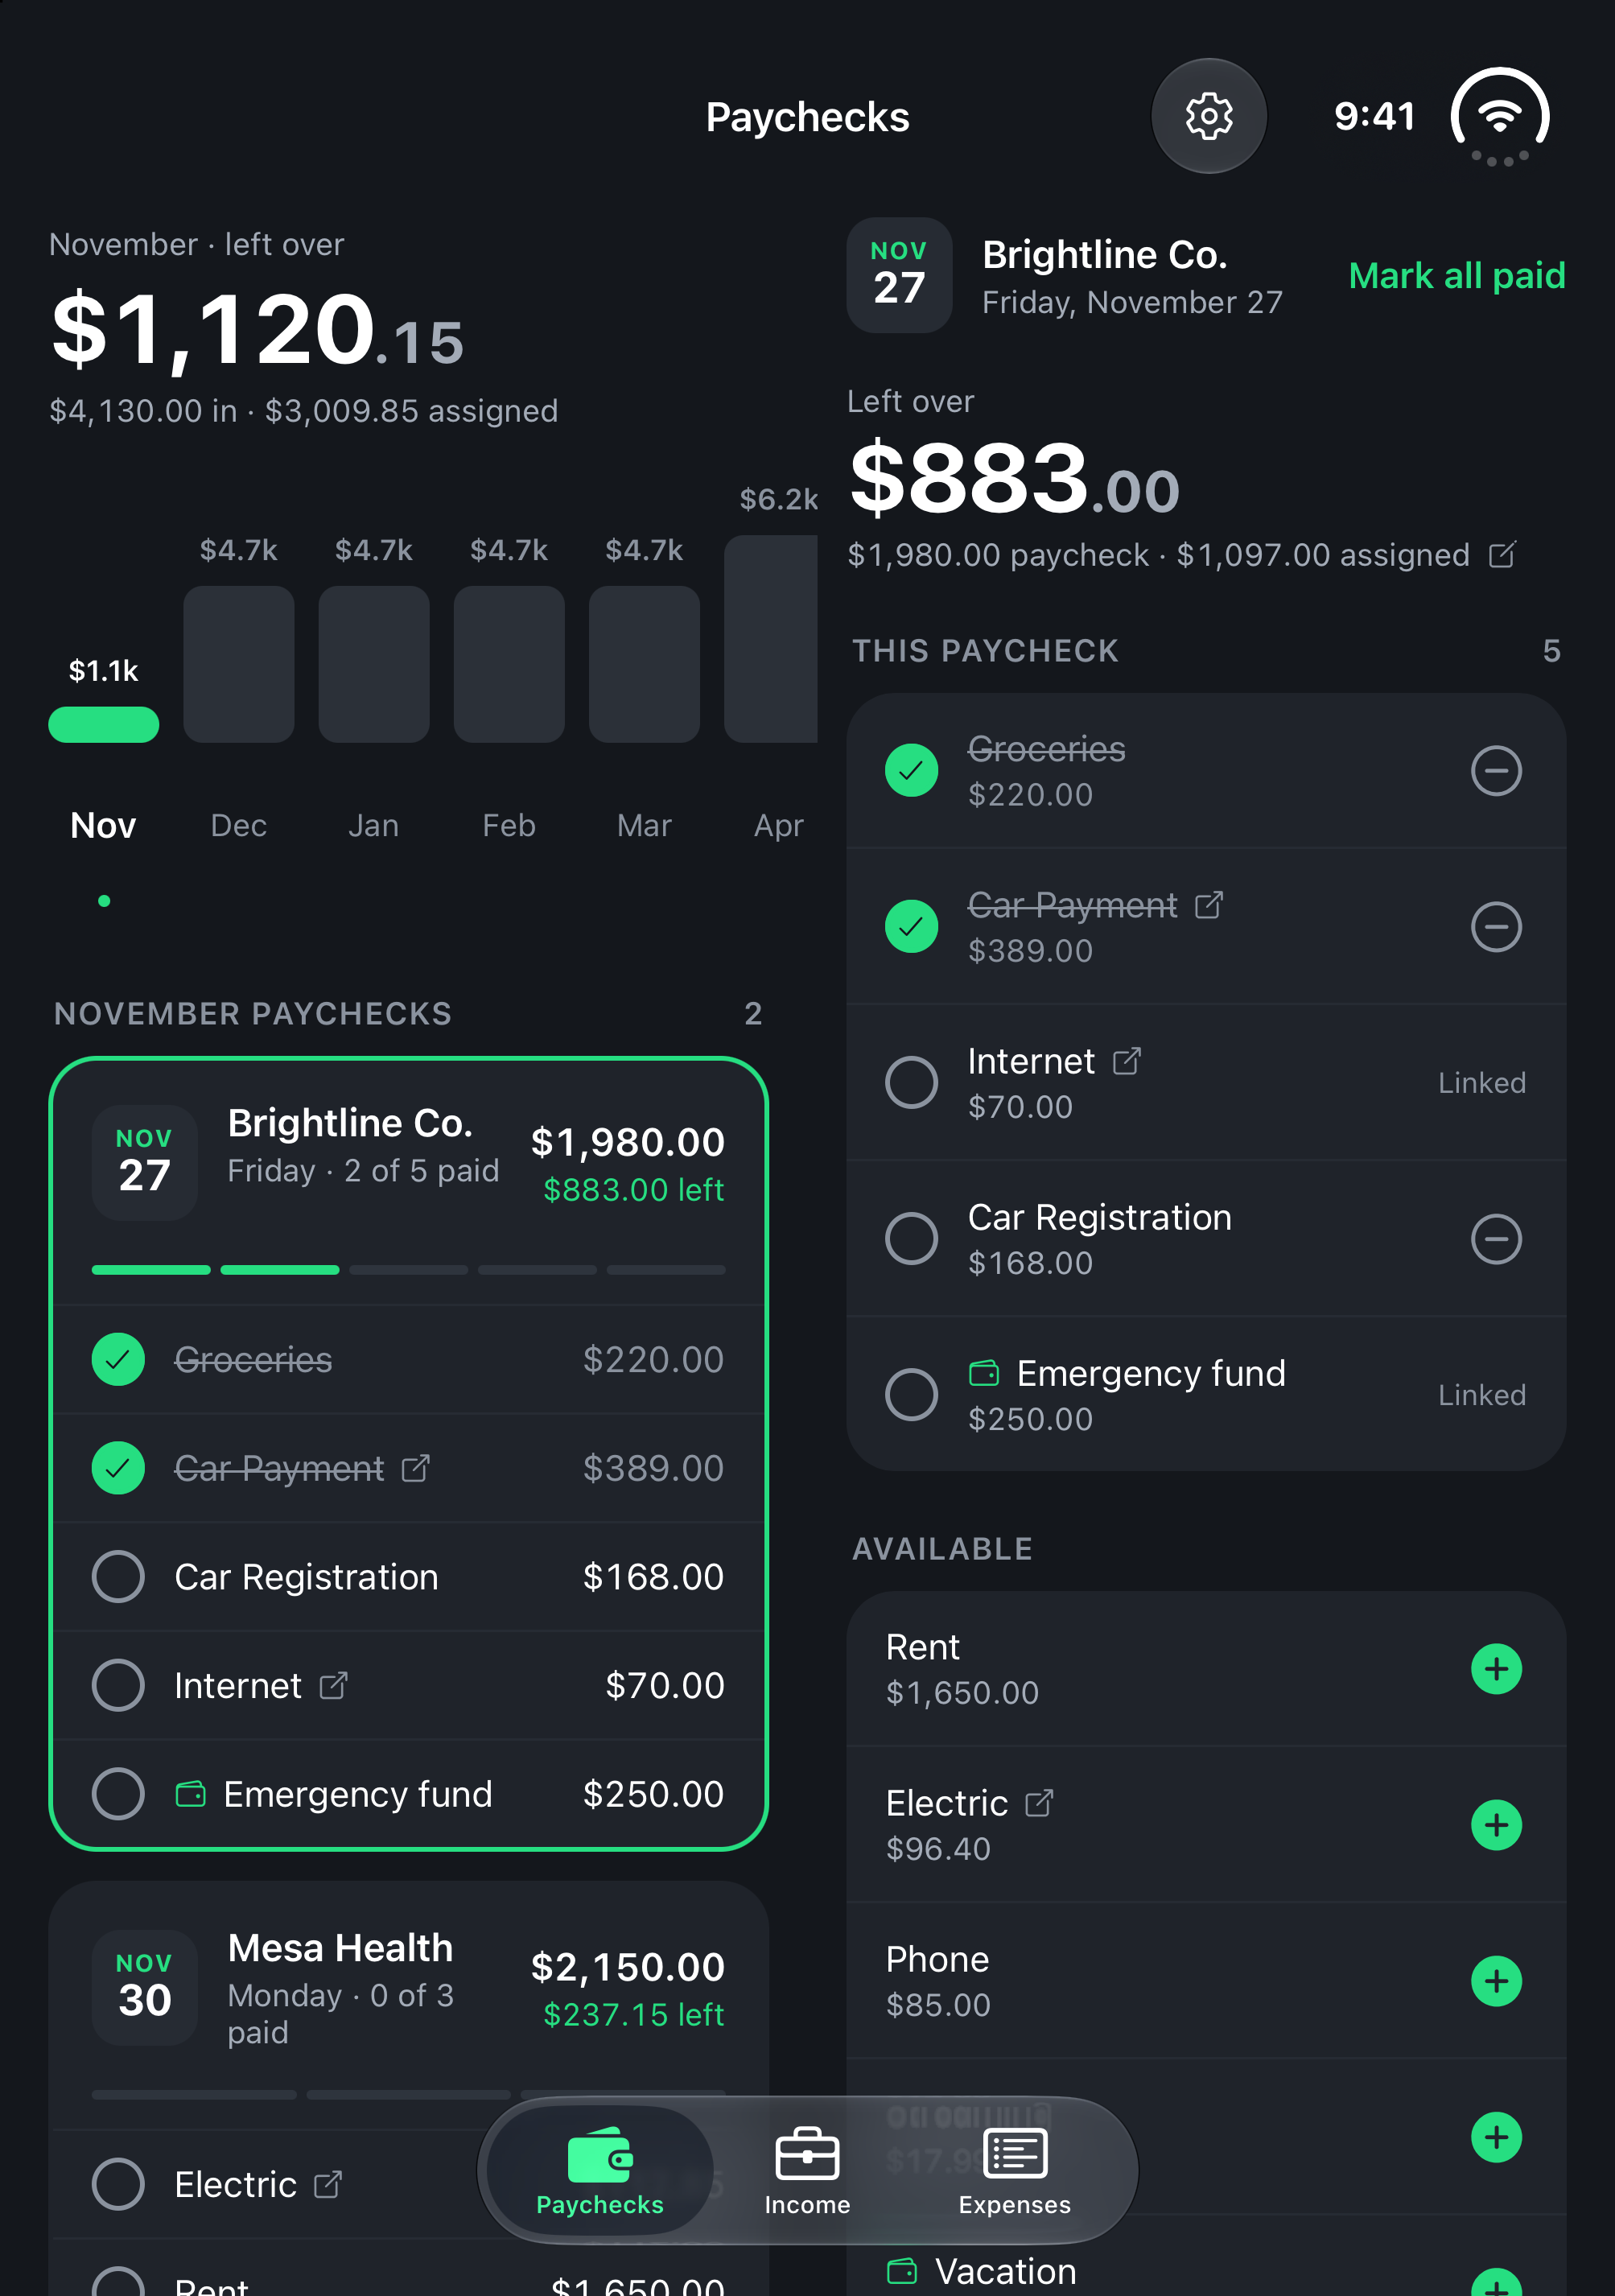 Paychecks
9:41
November · left over
$1,120.15
$4,130.00 in · $3,009.85 assigned
$1.1k
$4.7k
$4.7k
$4.7k
$4.7k
$6.2k
Nov
Dec
Jan
Feb
Mar
Apr
NOVEMBER PAYCHECKS 2
NOV
27
Brightline Co.
Friday · 2 of 5 paid
$1,980.00
$883.00 left
Groceries $220.00
Car Payment $389.00
Car Registration $168.00
Internet $70.00
Emergency fund $250.00
NOV
30
Mesa Health
Monday · 0 of 3
paid
$2,150.00
$237.15 left
Electric
Rent $1,650.00
NOV
27
Brightline Co.
Friday, November 27
Mark all paid
Left over
$883.00
$1,980.00 paycheck · $1,097.00 assigned
THIS PAYCHECK 5
Groceries
$220.00
Car Payment
$389.00
Internet
$70.00
Linked
Car Registration
$168.00
Emergency fund
$250.00
Linked
AVAILABLE
Rent
$1,650.00
Electric
$96.40
Phone
$85.00
Vacation
Paychecks
Income
Expenses